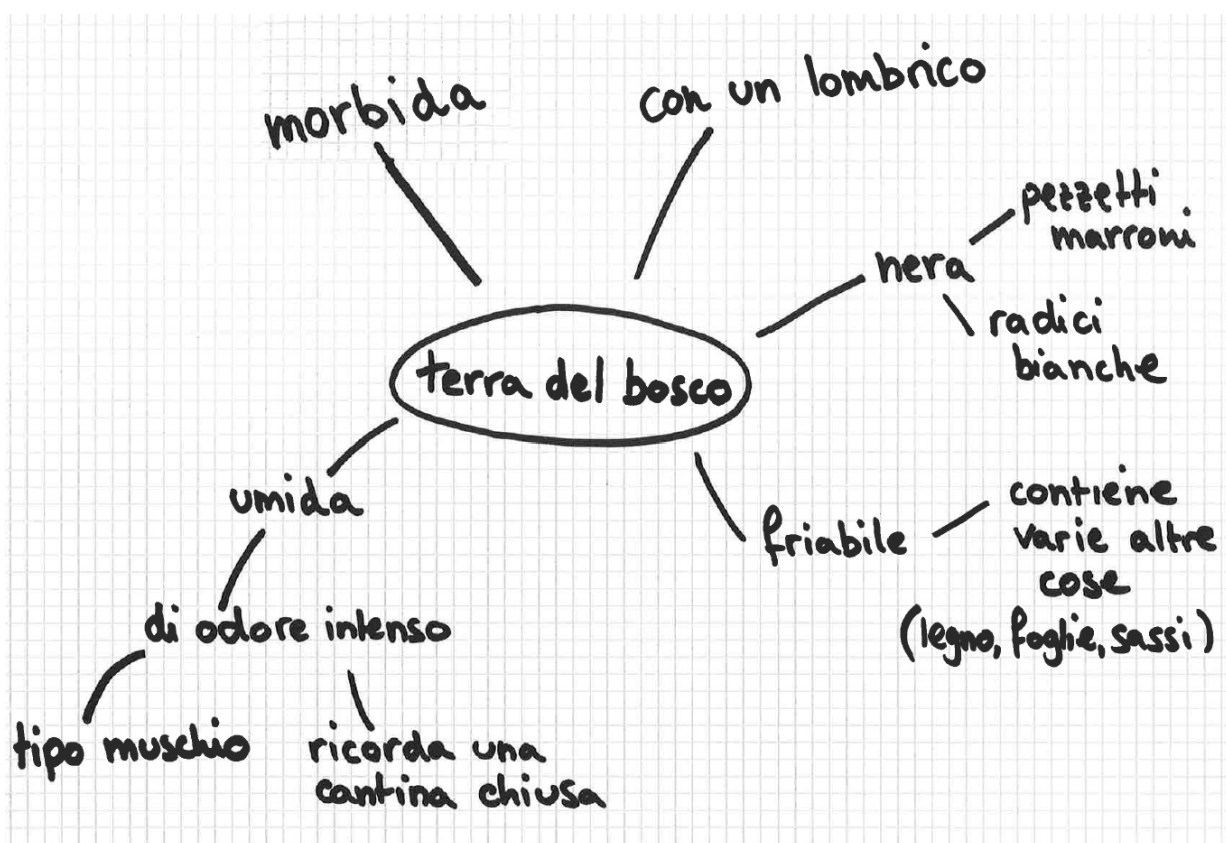 morbida
con un lombrico
pezzetti
marroni
nera
radici
bianche
terra del bosco
umida
contiene
varie altre
cose
(legno, foglie, sassi)
friabile
di odore intenso
tipo muschio
ricorda una
cantina chiusa